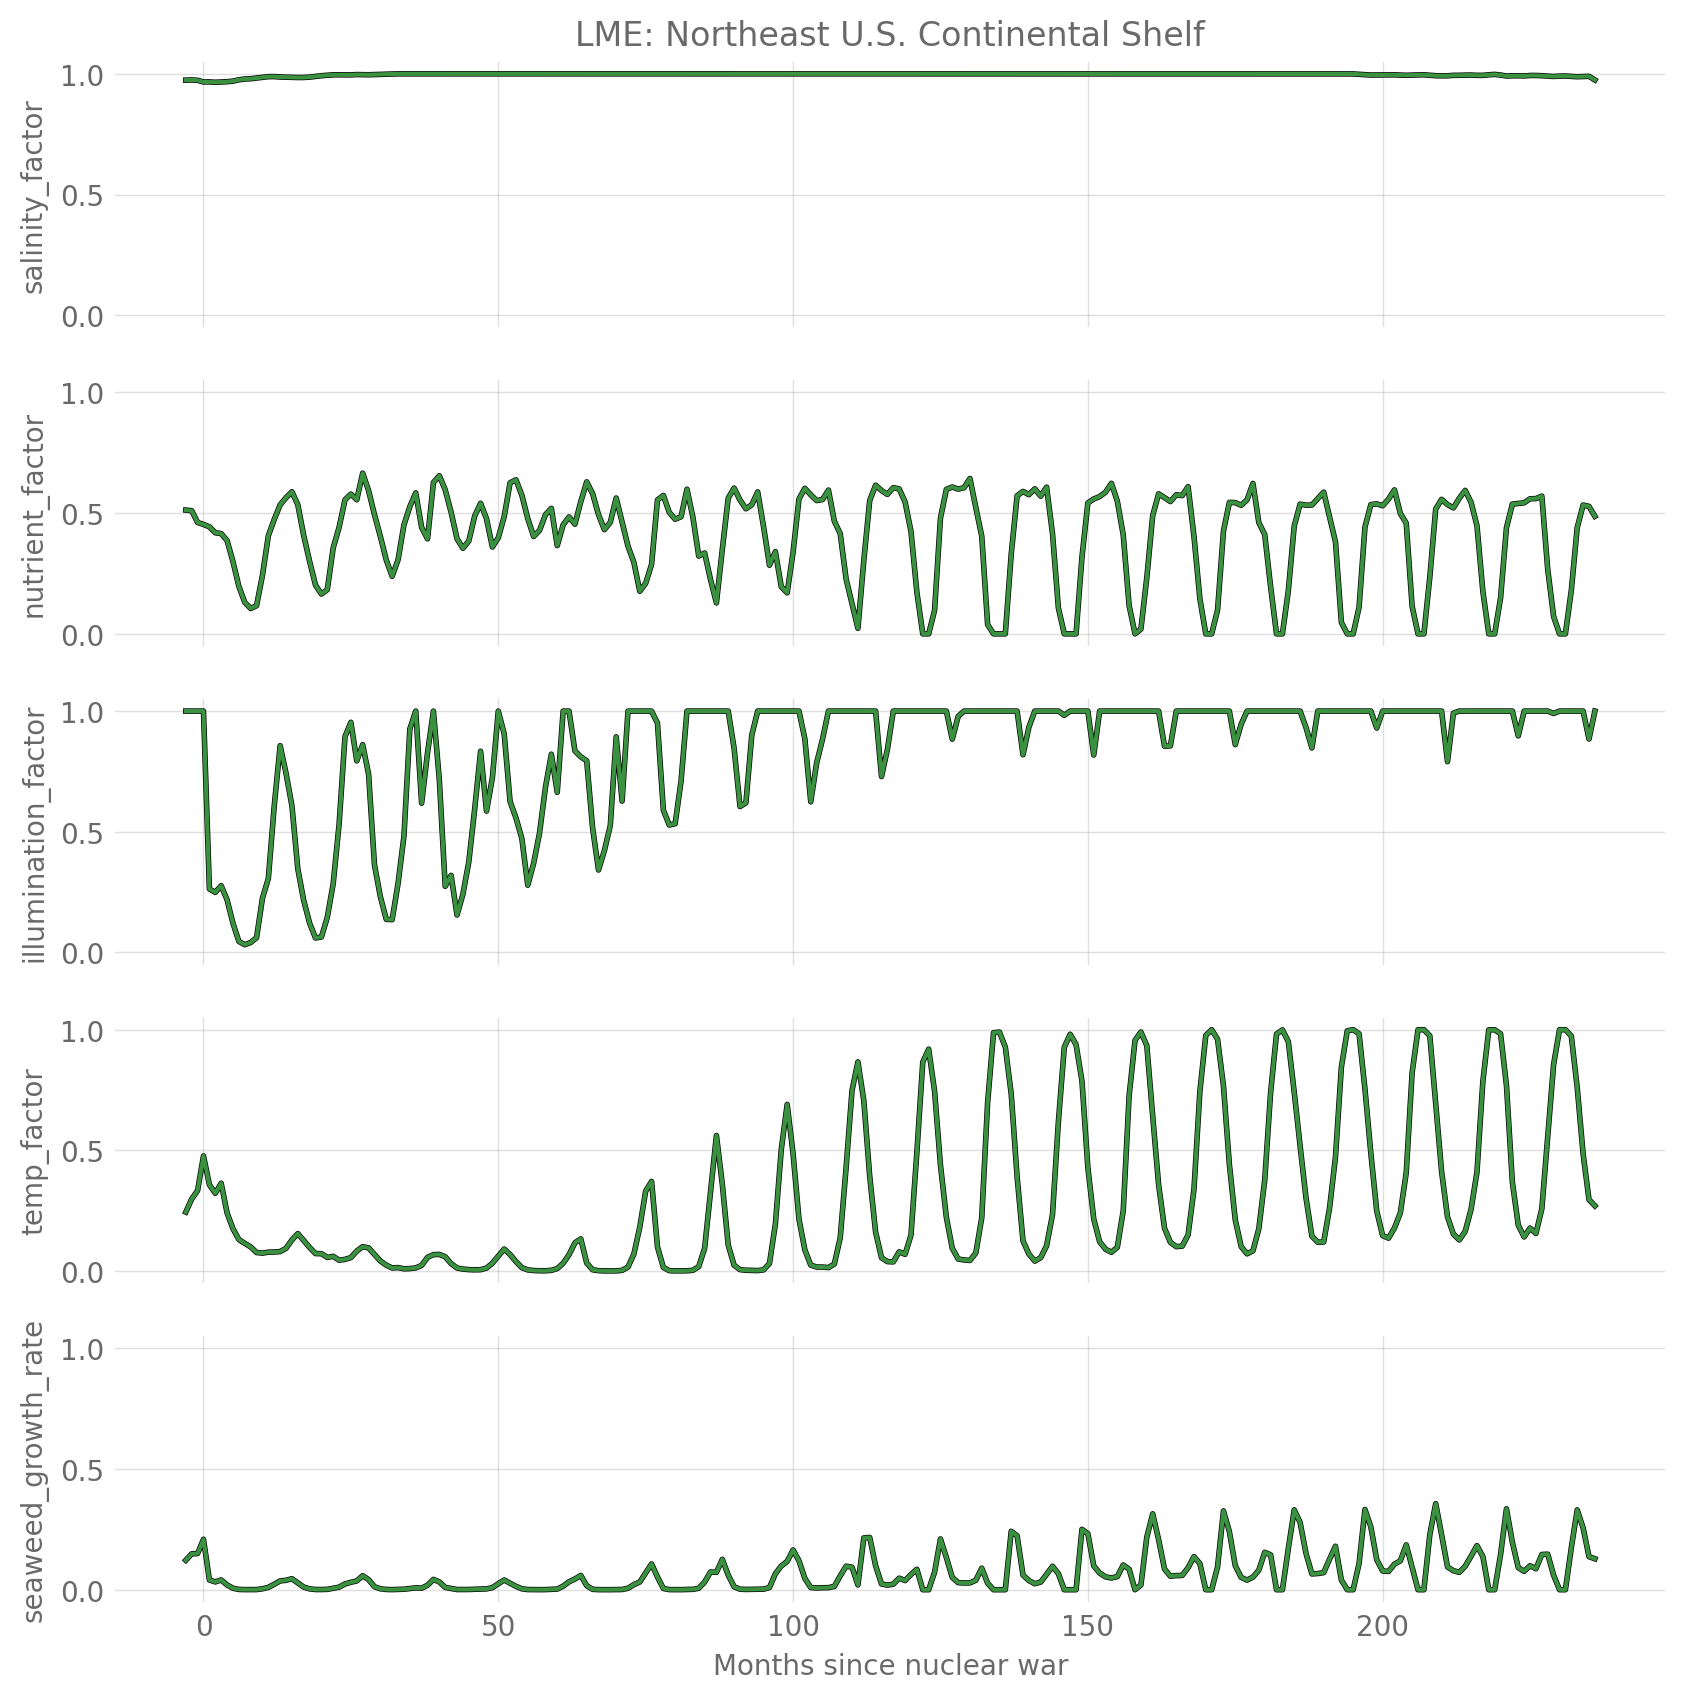 LME: Northeast U.S. Continental Shelf
salinity_factor
1.0
0.5
0.0
nutrient_factor
1.0
0.5
0.0
illumination_factor
1.0
0.5
0.0
temp_factor
1.0
0.5
0.0
seaweed_growth_rate
1.0
0.5
0.0
0 50 100 150 200
Months since nuclear war